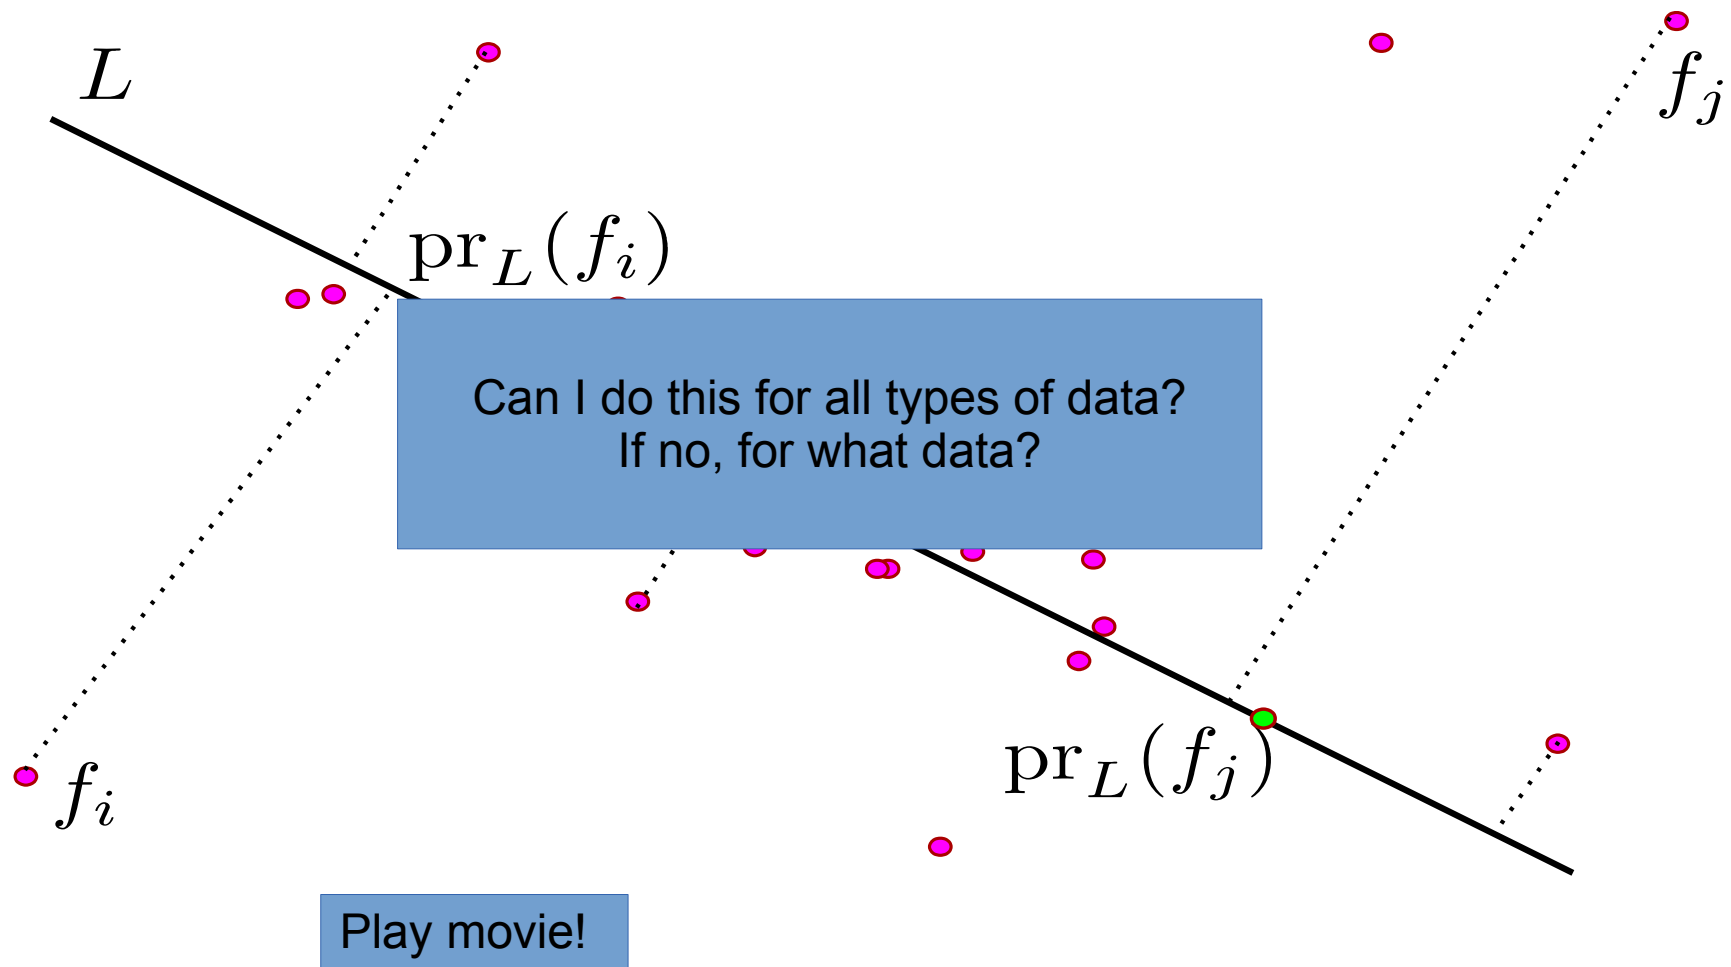 L
f_j
pr_L(f_i)
Can I do this for all types of data?
If no, for what data?
pr_L(f_j)
f_i
Play movie!